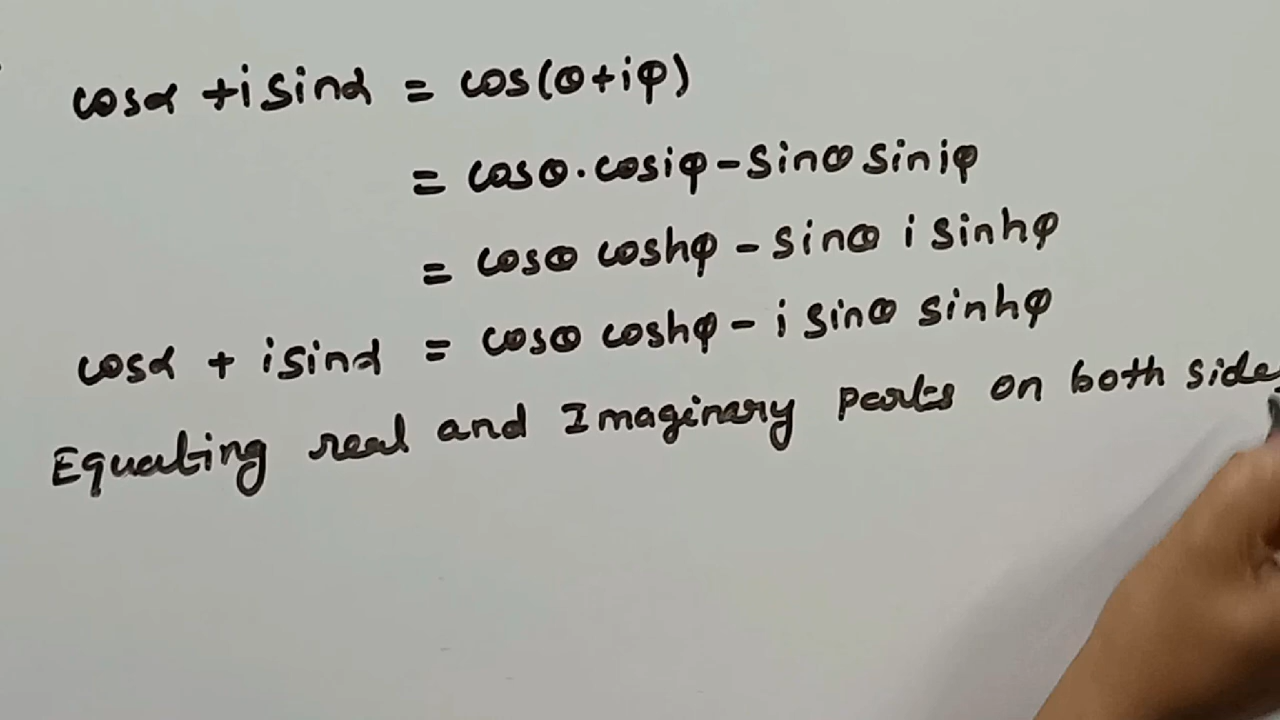 cosα + i sinα = cos(θ+iφ)
= cosθ·cosiφ - sinθ siniφ
= cosθ coshφ - sinθ i sinhφ
cosα + i sinα = cosθ coshφ - i sinθ sinhφ
Equating real and Imaginary parts on both side